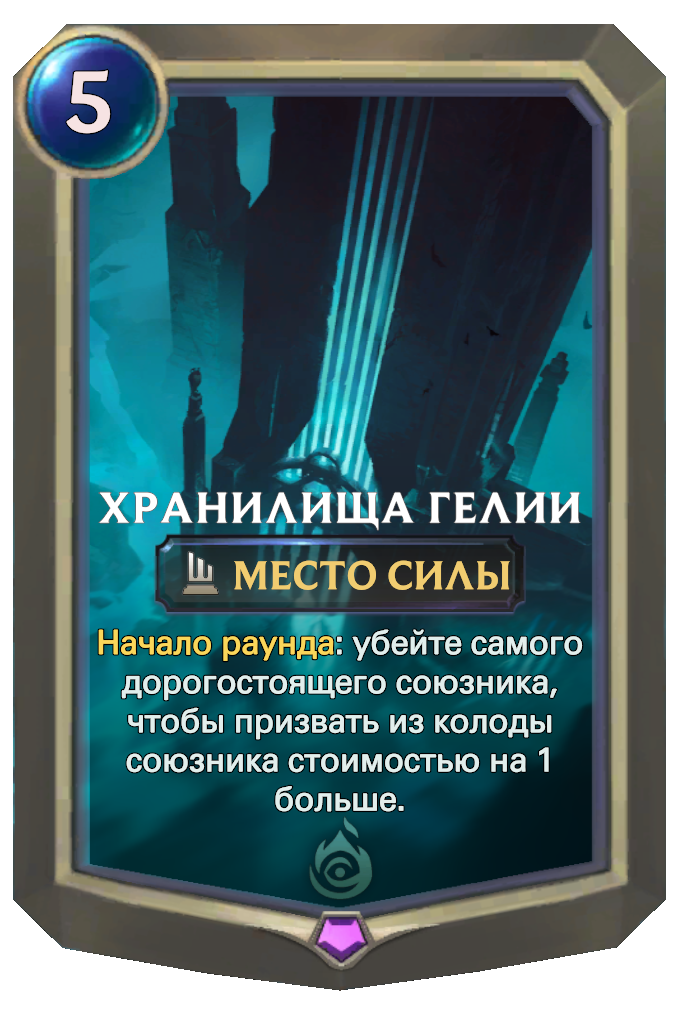 5
ХРАНИЛИЩА ГЕЛИИ
МЕСТО СИЛЫ
Начало раунда: убейте самого
дорогостоящего союзника,
чтобы призвать из колоды
союзника стоимостью на 1
больше.